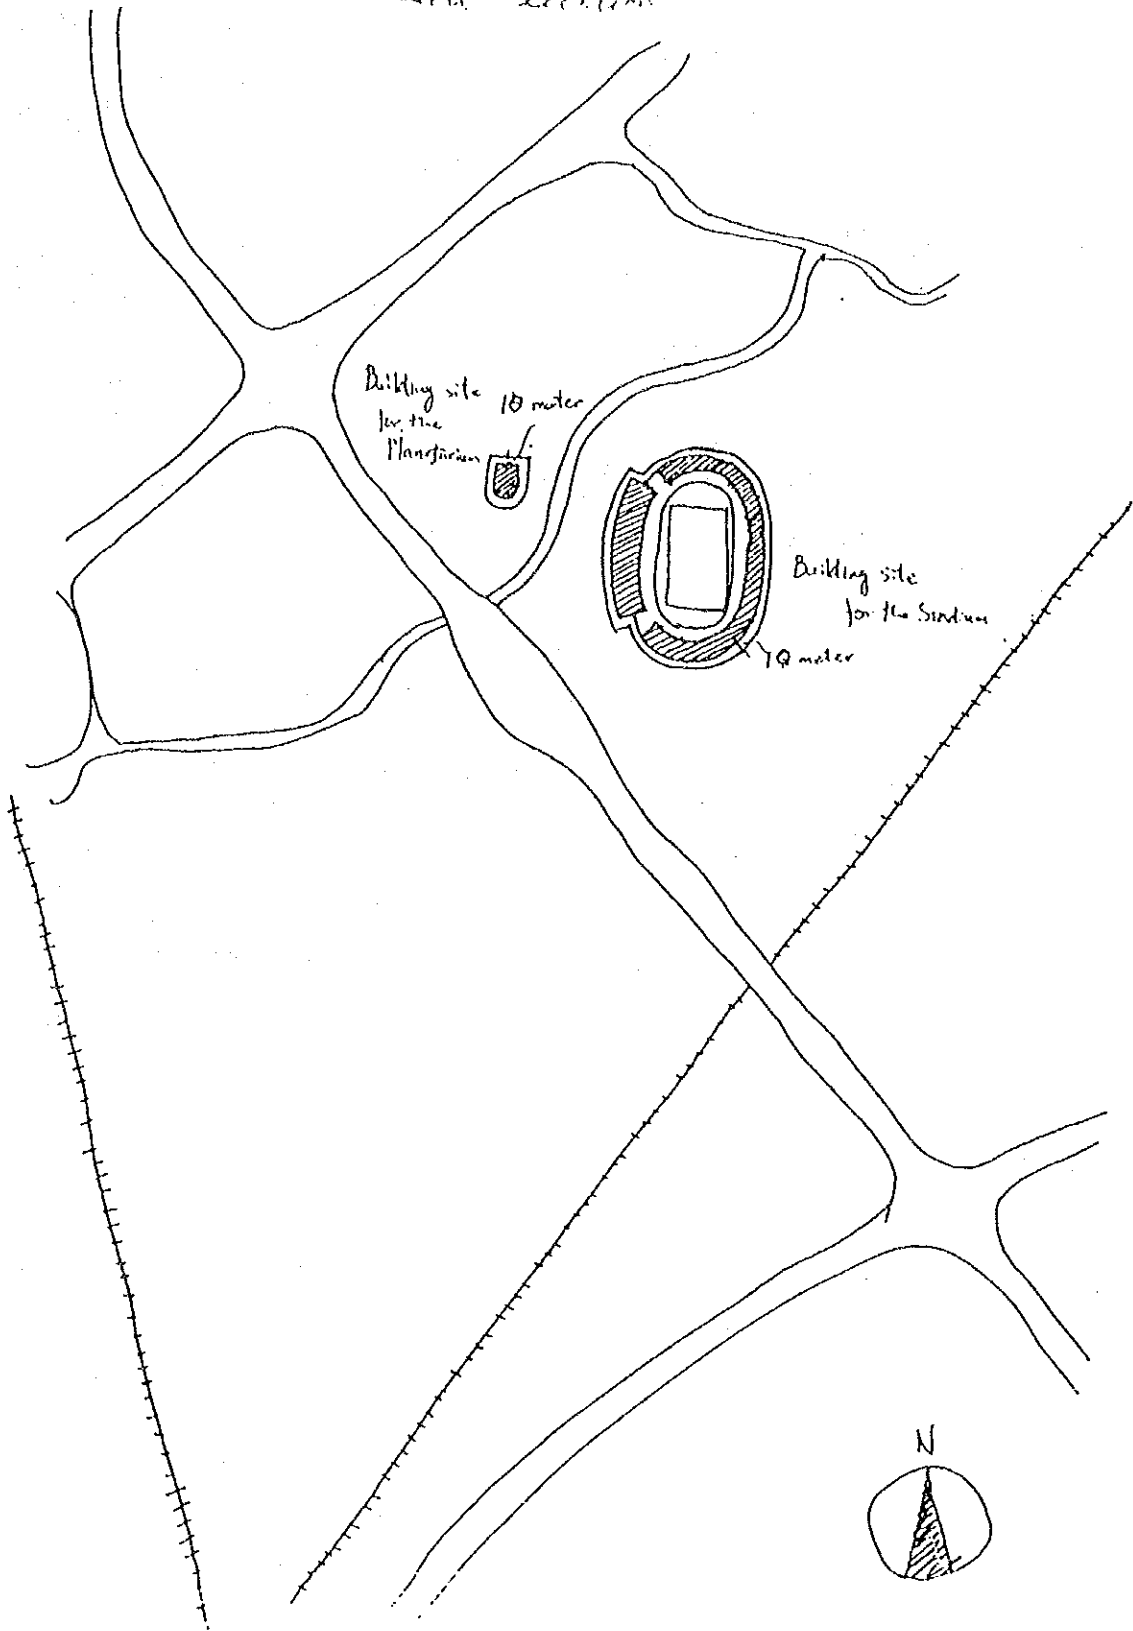 Building site
for the
Planetarium
10 meter
Building site
for the Stadium
10 meter
N